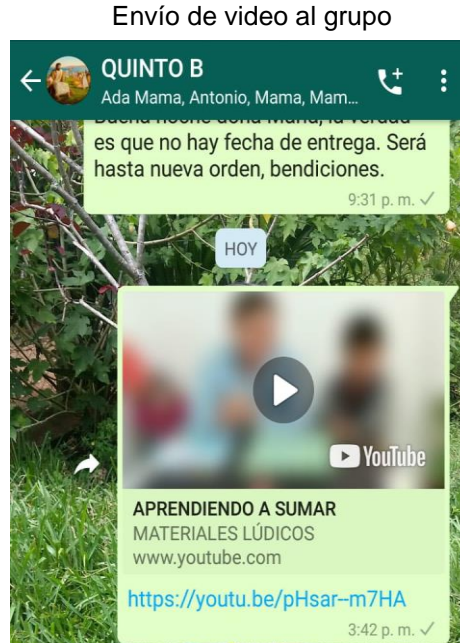 Envío de video al grupo
QUINTO B
Ada Mama, Antonio, Mama, Mam...
es que no hay fecha de entrega. Será
hasta nueva orden, bendiciones.
9:31 p. m.
HOY
YouTube
APRENDIENDO A SUMAR
MATERIALES LÚDICOS
www.youtube.com
https://youtu.be/pHsar--m7HA
3:42 p. m.